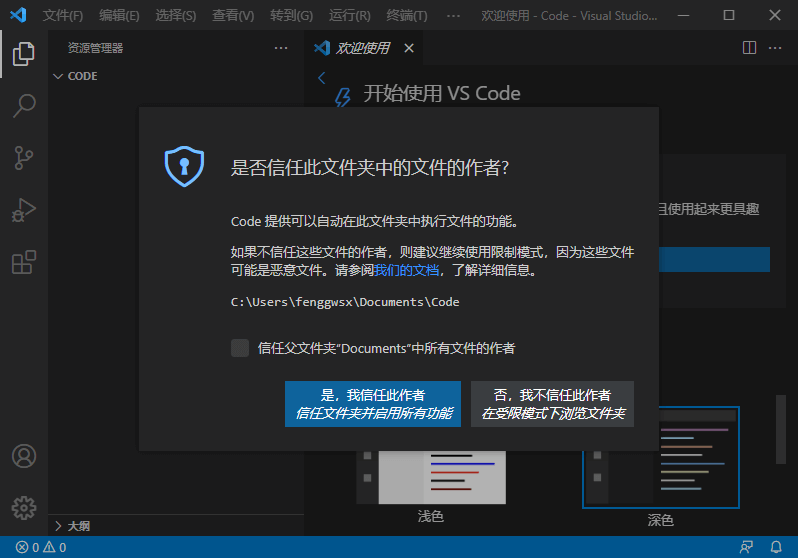 文件(F) 编辑(E) 选择(S) 查看(V) 转到(G) 运行(R) 终端(T) ··· 欢迎使用 - Code - Visual Studio...
资源管理器 ···
CODE
欢迎使用
开始使用 VS Code
且使用起来更具趣
是否信任此文件夹中的文件的作者?
Code 提供可以自动在此文件夹中执行文件的功能。
如果不信任这些文件的作者，则建议继续使用限制模式，因为这些文件
可能是恶意文件。请参阅我们的文档，了解详细信息。
C:\Users\fenggwsx\Documents\Code
信任父文件夹“Documents”中所有文件的作者
是，我信任此作者
信任文件夹并启用所有功能
否，我不信任此作者
在受限模式下浏览文件夹
浅色
深色
大纲
0 0